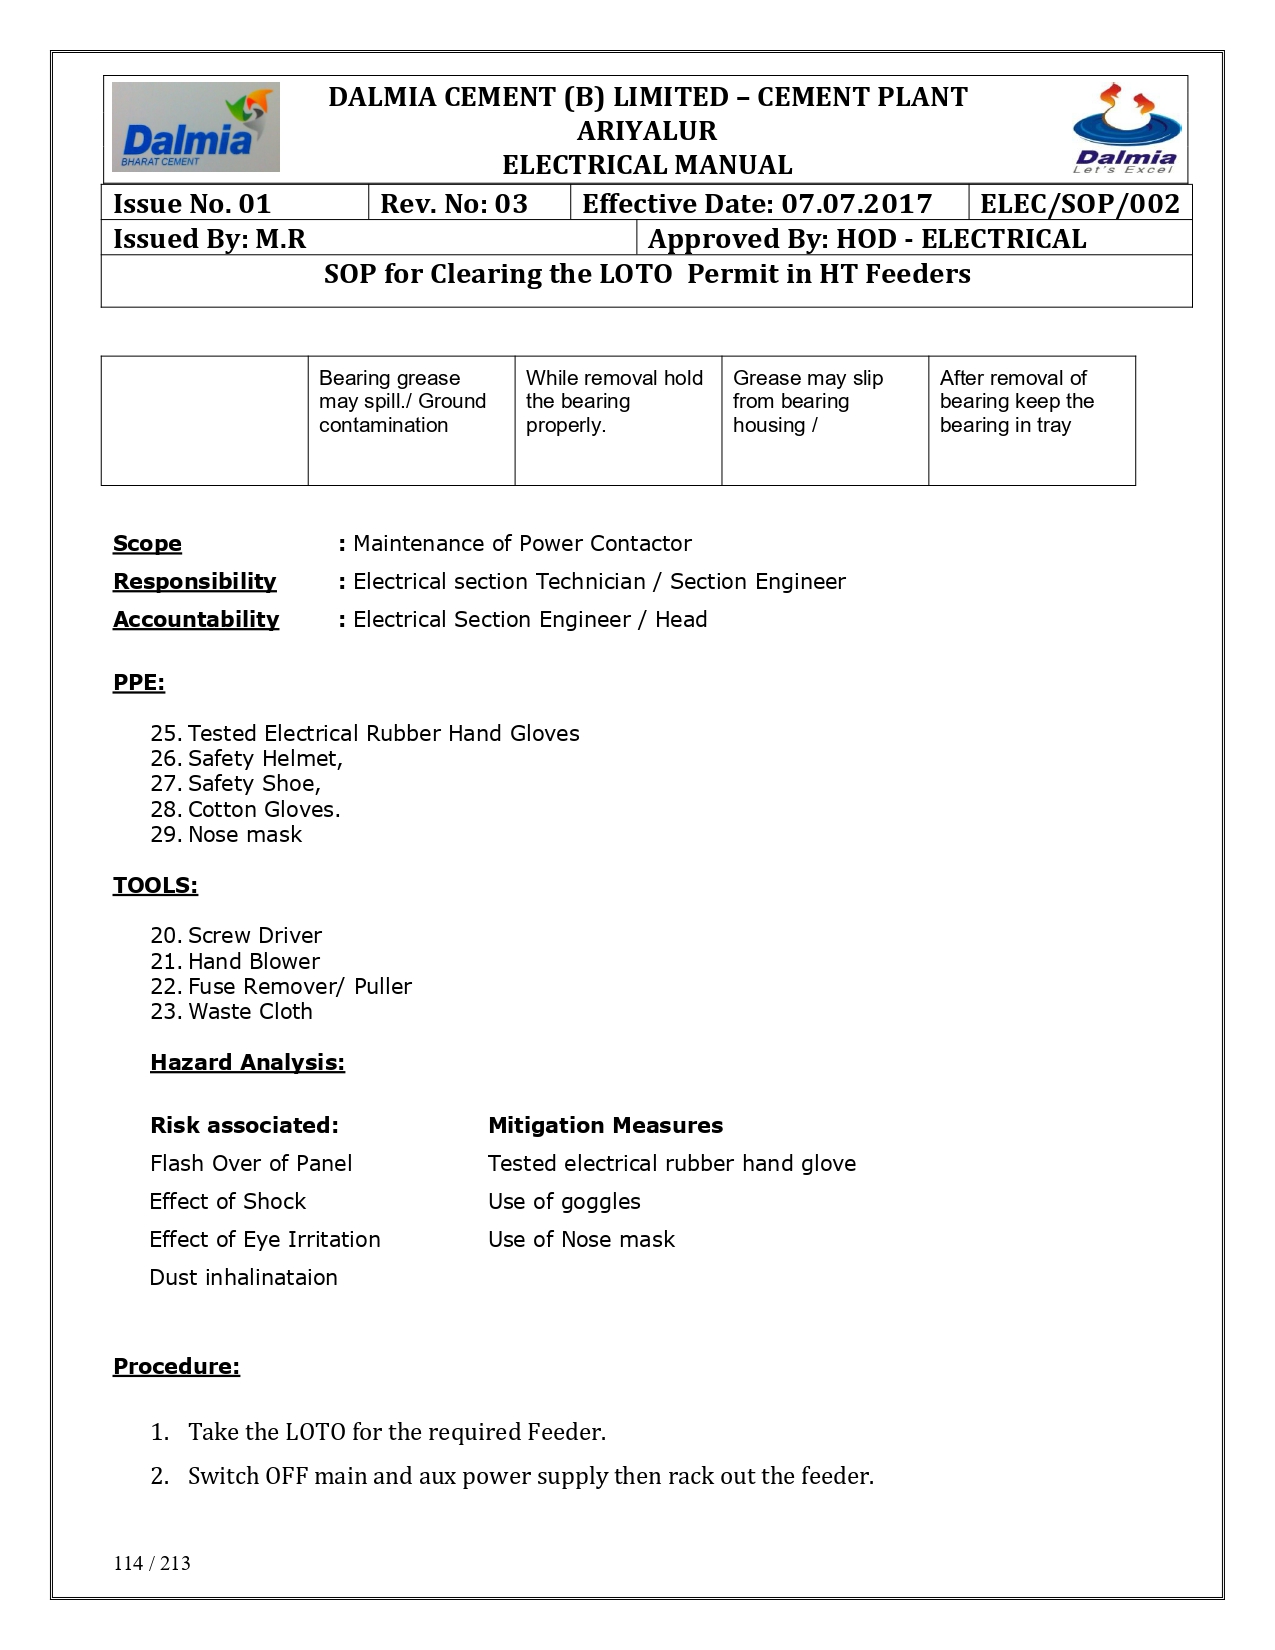 Dalmia
BHARAT CEMENT
DALMIA CEMENT (B) LIMITED – CEMENT PLANT
ARIYALUR
ELECTRICAL MANUAL
Dalmia
Let's Excel
Issue No. 01 Rev. No: 03 Effective Date: 07.07.2017 ELEC/SOP/002
Issued By: M.R Approved By: HOD - ELECTRICAL
SOP for Clearing the LOTO Permit in HT Feeders
Bearing grease
may spill./ Ground
contamination
While removal hold
the bearing
properly.
Grease may slip
from bearing
housing /
After removal of
bearing keep the
bearing in tray
Scope : Maintenance of Power Contactor
Responsibility : Electrical section Technician / Section Engineer
Accountability : Electrical Section Engineer / Head
PPE:
25. Tested Electrical Rubber Hand Gloves
26. Safety Helmet,
27. Safety Shoe,
28. Cotton Gloves.
29. Nose mask
TOOLS:
20. Screw Driver
21. Hand Blower
22. Fuse Remover/ Puller
23. Waste Cloth
Hazard Analysis:
Risk associated: Mitigation Measures
Flash Over of Panel Tested electrical rubber hand glove
Effect of Shock Use of goggles
Effect of Eye Irritation Use of Nose mask
Dust inhalinataion
Procedure:
1. Take the LOTO for the required Feeder.
2. Switch OFF main and aux power supply then rack out the feeder.
114 / 213